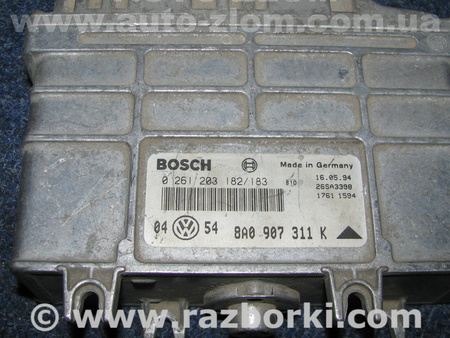 www.auto-zlom.com.ua
BOSCH
Made in Germany
0 261 203 182/183
16.05.94
26SA3398
1761 1594
04 54 8A0 907 311 K
www.razborki.com